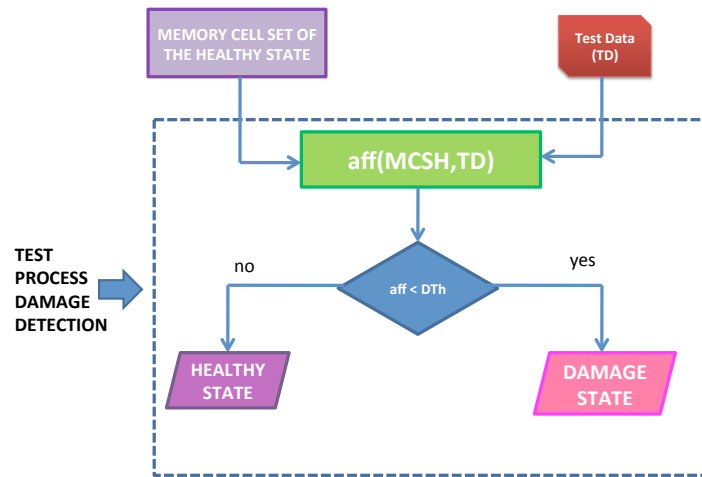 MEMORY CELL SET OF
THE HEALTHY STATE
Test Data
(TD)
aff(MCSH,TD)
TEST
PROCESS
DAMAGE
DETECTION
no
yes
aff < DTh
HEALTHY
STATE
DAMAGE
STATE